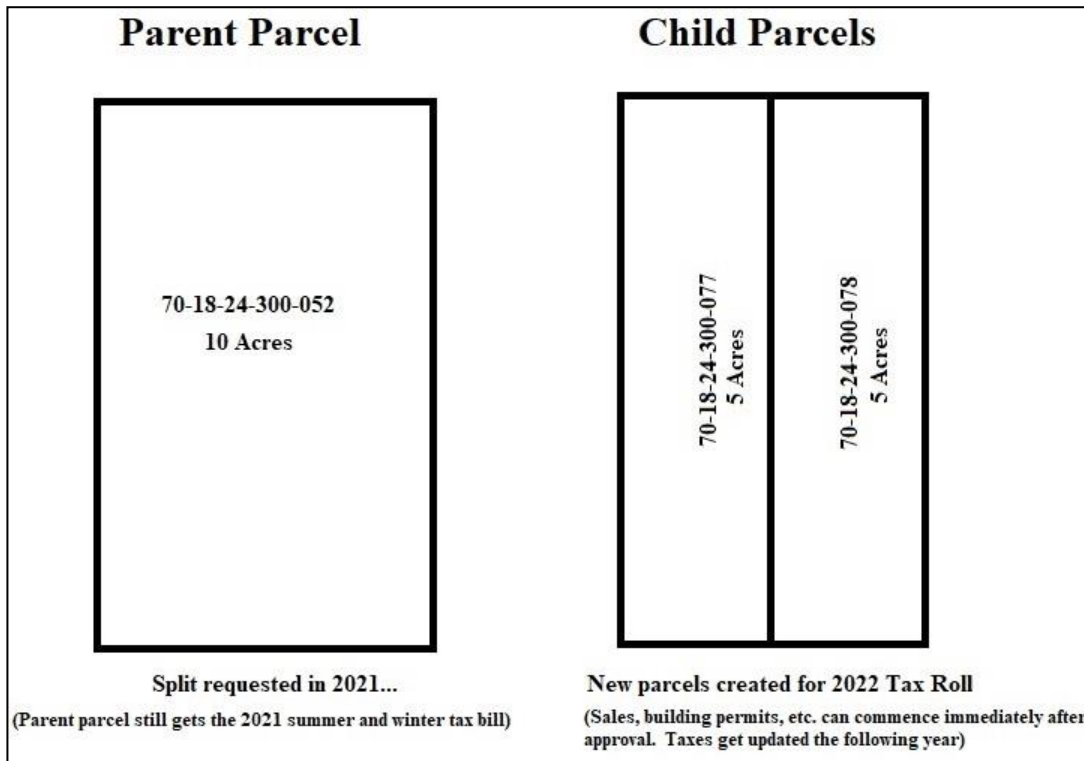 Parent Parcel
70-18-24-300-052
10 Acres
Split requested in 2021...
(Parent parcel still gets the 2021 summer and winter tax bill)
Child Parcels
70-18-24-300-077
5 Acres
70-18-24-300-078
5 Acres
New parcels created for 2022 Tax Roll
(Sales, building permits, etc. can commence immediately after
approval. Taxes get updated the following year)